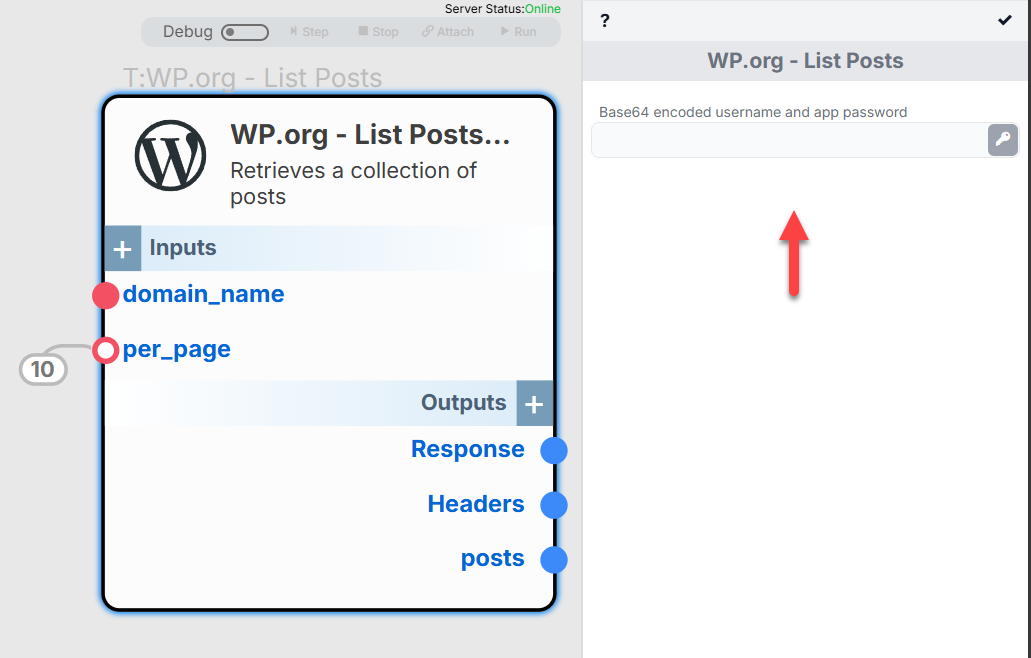 Server Status:Online
Debug
Step
Stop
Attach
Run
T:WP.org - List Posts
WP.org - List Posts...
Retrieves a collection of
posts
+ Inputs
domain_name
per_page
10
Outputs +
Response
Headers
posts
?
WP.org - List Posts
Base64 encoded username and app password